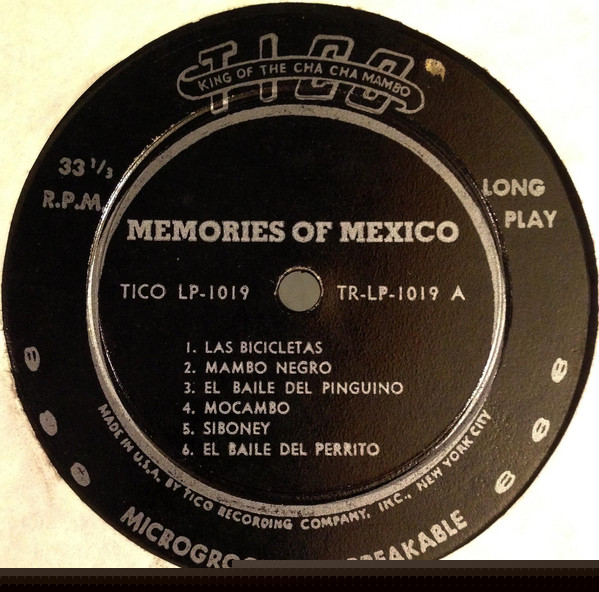 TICO
KING OF THE CHA CHA MAMBO
33 1/3
R.P.M.
LONG
PLAY
MEMORIES OF MEXICO
TICO LP-1019
TR-LP-1019 A
1. LAS BICICLETAS
2. MAMBO NEGRO
3. EL BAILE DEL PINGUINO
4. MOCAMBO
5. SIBONEY
6. EL BAILE DEL PERRITO
MADE IN U.S.A. BY TICO RECORDING COMPANY, INC., NEW YORK CITY